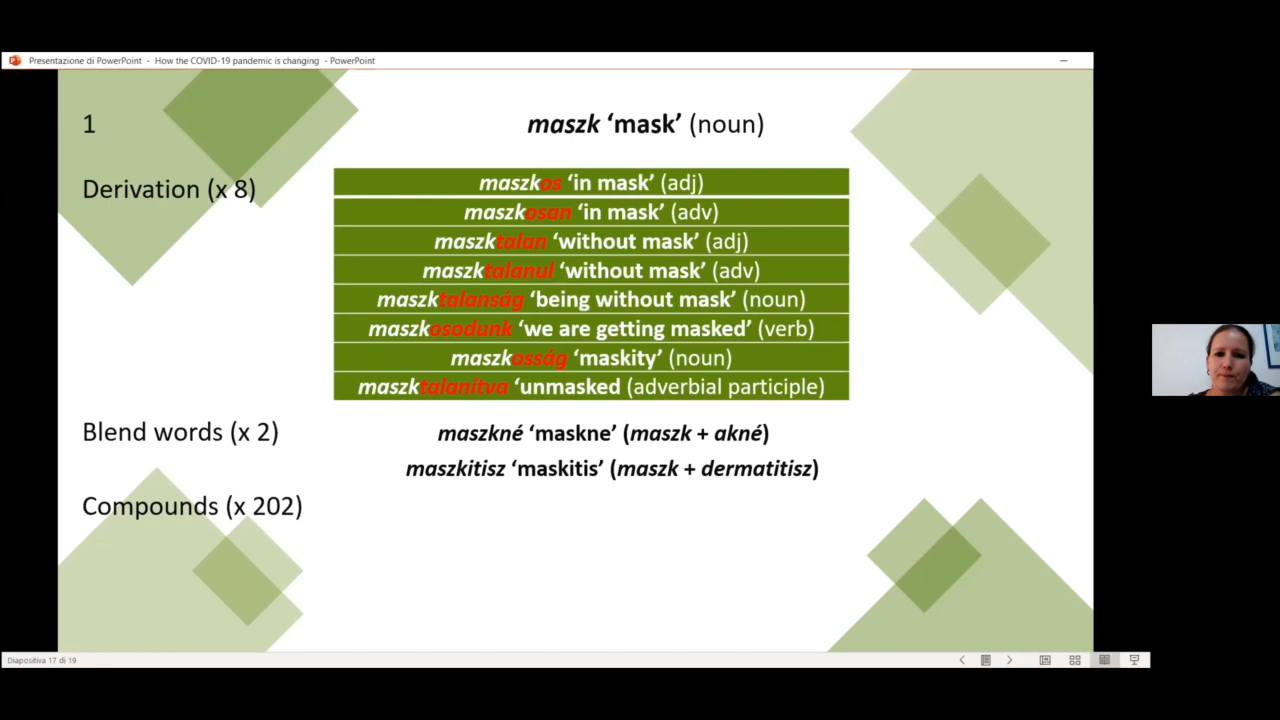 Presentazione di PowerPoint - How the COVID-19 pandemic is changing - PowerPoint
1
maszk ‘mask’ (noun)
Derivation (x 8)
maszkos ‘in mask’ (adj)
maszkosan ‘in mask’ (adv)
masztalan ‘without mask’ (adj)
masktalanul ‘without mask’ (adv)
maszktalanság ‘being without mask’ (noun)
maszkosodunk ‘we are getting masked’ (verb)
maszkosság ‘maskity’ (noun)
maszktalanítva ‘unmasked (adverbial participle)
Blend words (x 2)
maszkné ‘maskne’ (maszk + akné)
maszkitisz ‘maskitis’ (maszk + dermatitisz)
Compounds (x 202)
Diapositiva 17 di 19